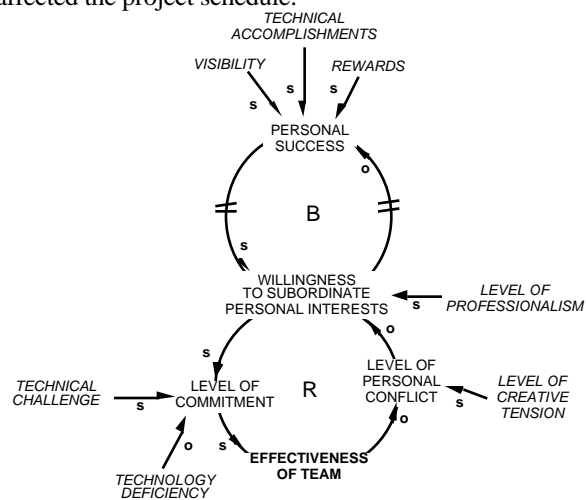 affected the project schedule.
TECHNICAL
ACCOMPLISHMENTS
VISIBILITY
REWARDS
s
s
s
PERSONAL
SUCCESS
o
B
s
WILLINGNESS
TO SUBORDINATE
PERSONAL INTERESTS
LEVEL OF
PROFESSIONALISM
s
o
s
LEVEL OF
PERSONAL
CONFLICT
TECHNICAL
CHALLENGE
s
LEVEL OF
COMMITMENT
R
LEVEL OF
CREATIVE
TENSION
s
o
s
o
EFFECTIVENESS
OF TEAM
TECHNOLOGY
DEFICIENCY